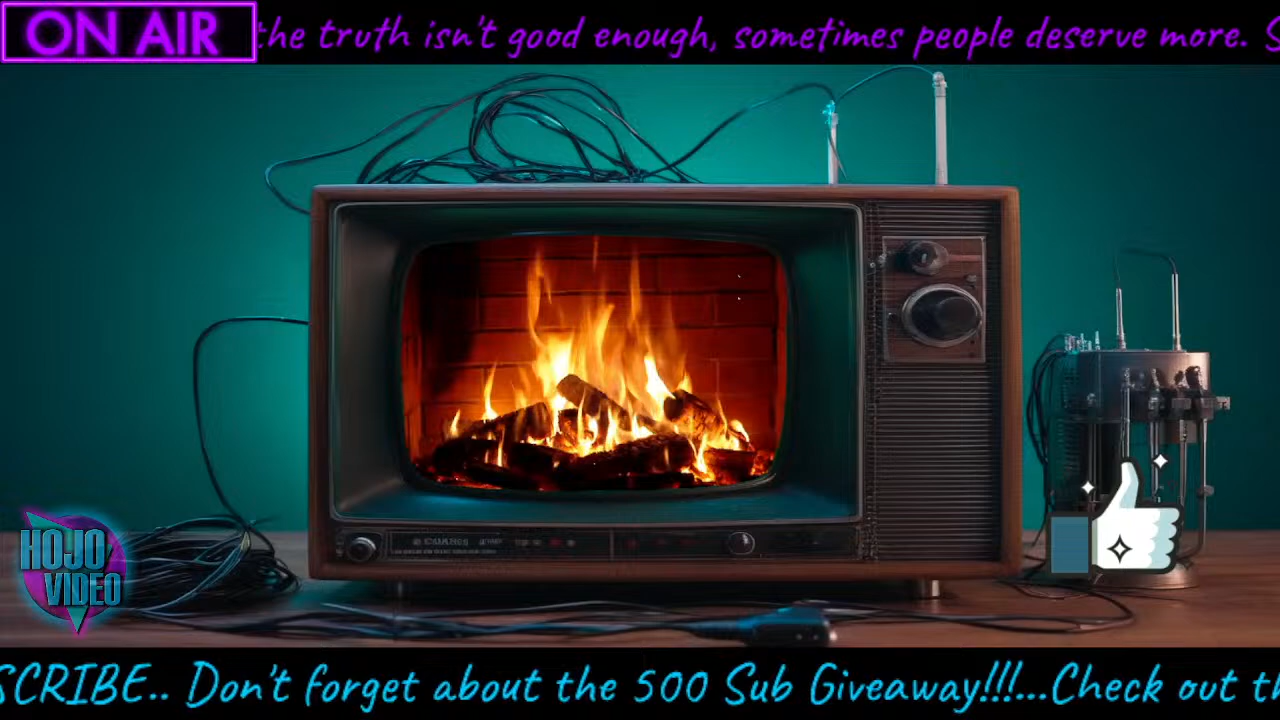 ON AIR
the truth isn't good enough, sometimes people deserve more. S
HOJO
VIDEO
SCRIBE.. Don't forget about the 500 Sub Giveaway!!!...Check out th